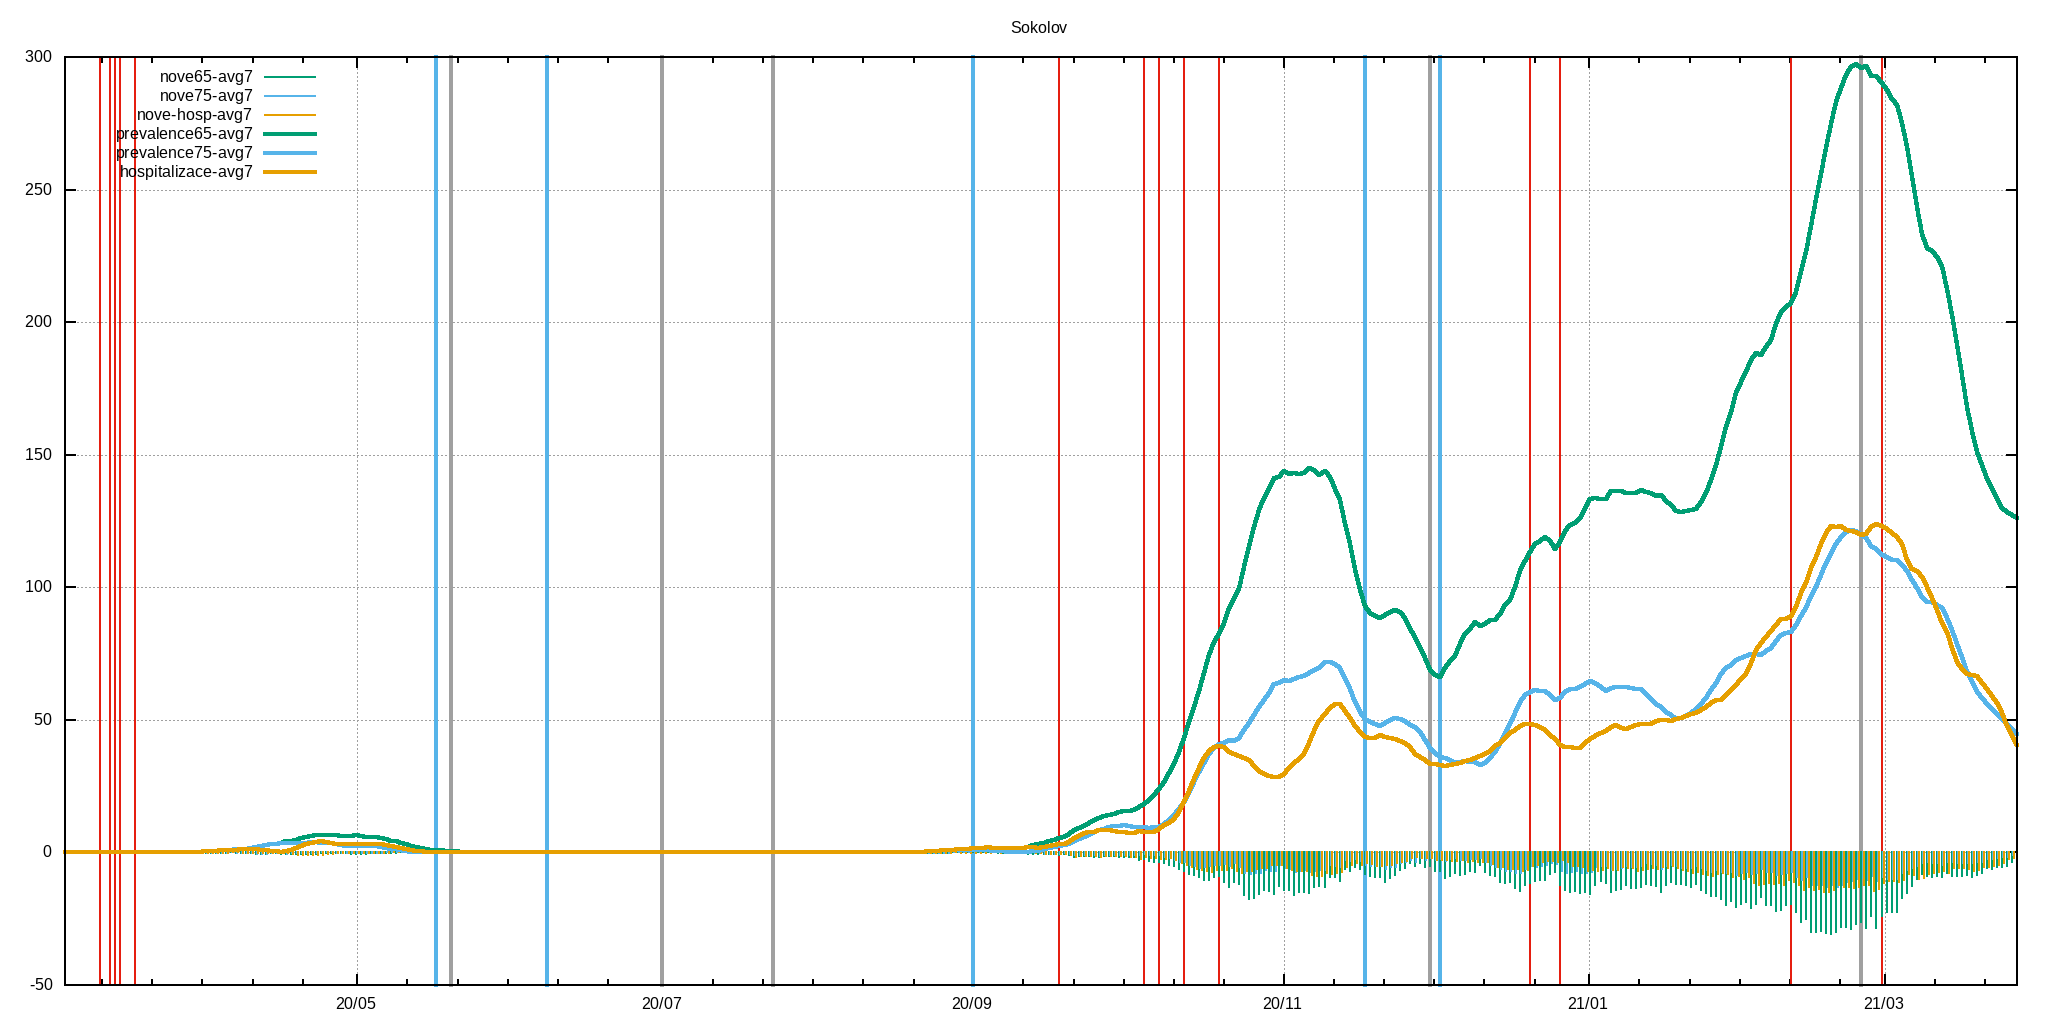 Sokolov
300
250
200
150
100
50
0
-50
nove65-avg7
nove75-avg7
nove-hosp-avg7
prevalence65-avg7
prevalence75-avg7
hospitalizace-avg7
20/05
20/07
20/09
20/11
21/01
21/03